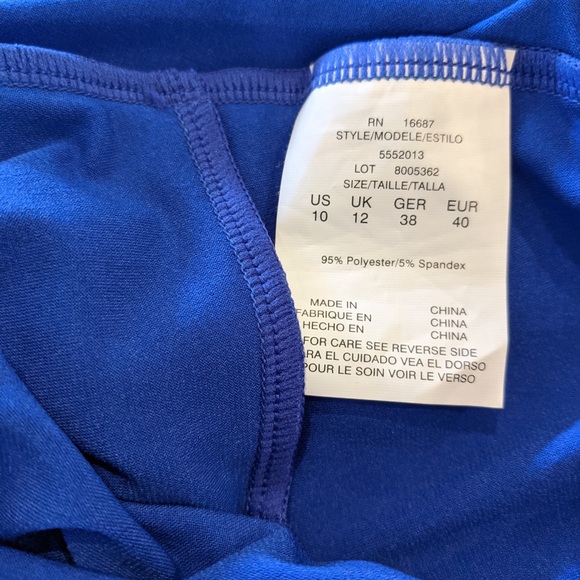 RN 16687
STYLE/MODELE/ESTILO
5552013
LOT 8005362
SIZE/TAILLE/TALLA
US UK GER EUR
10 12 38 40
95% Polyester/5% Spandex
MADE IN CHINA
FABRIQUE EN CHINA
HECHO EN CHINA
FOR CARE SEE REVERSE SIDE
RA EL CUIDADO VEA EL DORSO
POUR LE SOIN VOIR LE VERSO